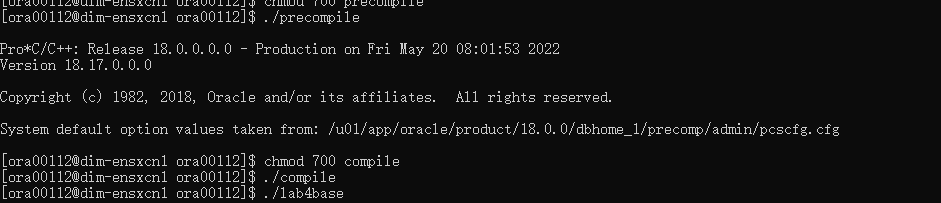 [ora00112@dim-ensxcn1 ora00112]$ chmod 700 precompile
[ora00112@dim-ensxcn1 ora00112]$ ./precompile
Pro*C/C++: Release 18.0.0.0.0 - Production on Fri May 20 08:01:53 2022
Version 18.17.0.0.0
Copyright (c) 1982, 2018, Oracle and/or its affiliates.  All rights reserved.
System default option values taken from: /u01/app/oracle/product/18.0.0/dbhome_1/precomp/admin/pcscfg.cfg
[ora00112@dim-ensxcn1 ora00112]$ chmod 700 compile
[ora00112@dim-ensxcn1 ora00112]$ ./compile
[ora00112@dim-ensxcn1 ora00112]$ ./lab4base